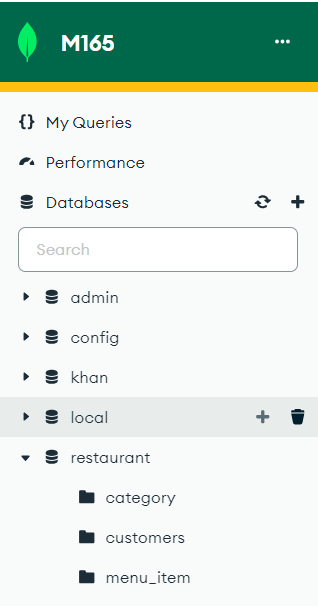 M165
My Queries
Performance
Databases
Search
admin
config
khan
local
restaurant
category
customers
menu_item